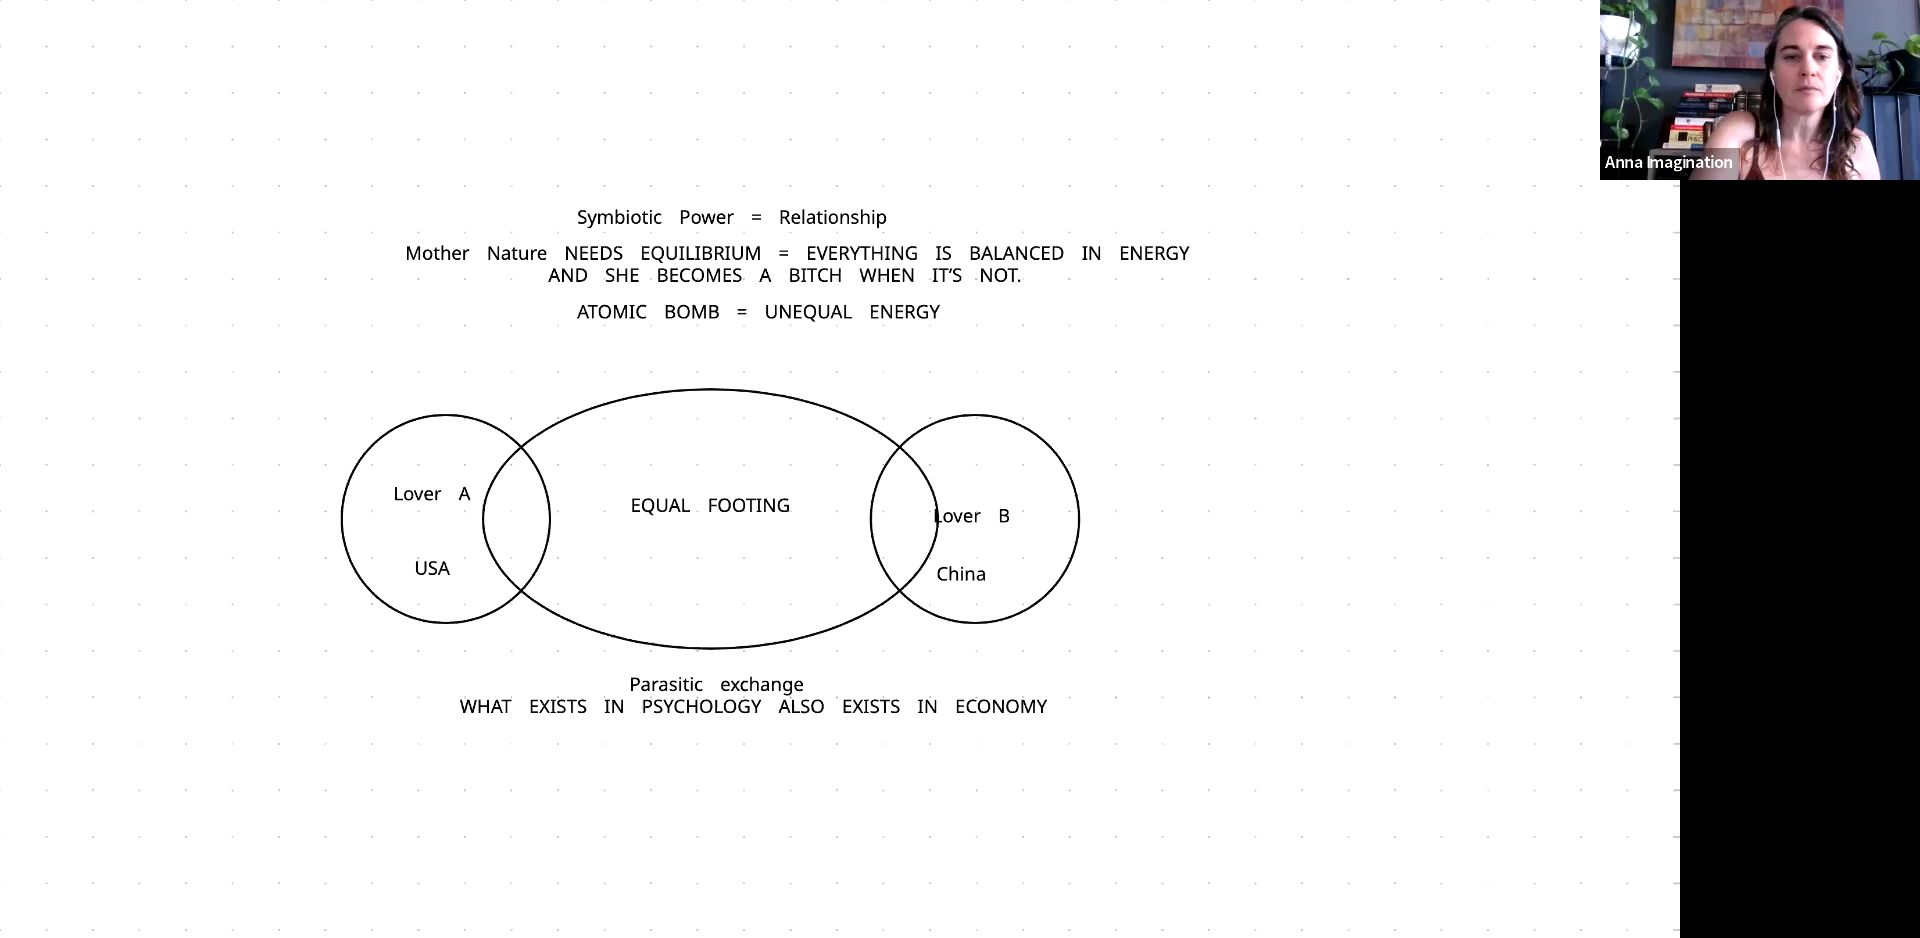 Anna Imagination
Symbiotic Power = Relationship
Mother Nature NEEDS EQUILIBRIUM = EVERYTHING IS BALANCED IN ENERGY
AND SHE BECOMES A BITCH WHEN IT'S NOT.
ATOMIC BOMB = UNEQUAL ENERGY
Lover A
EQUAL FOOTING
Lover B
USA
China
Parasitic exchange
WHAT EXISTS IN PSYCHOLOGY ALSO EXISTS IN ECONOMY